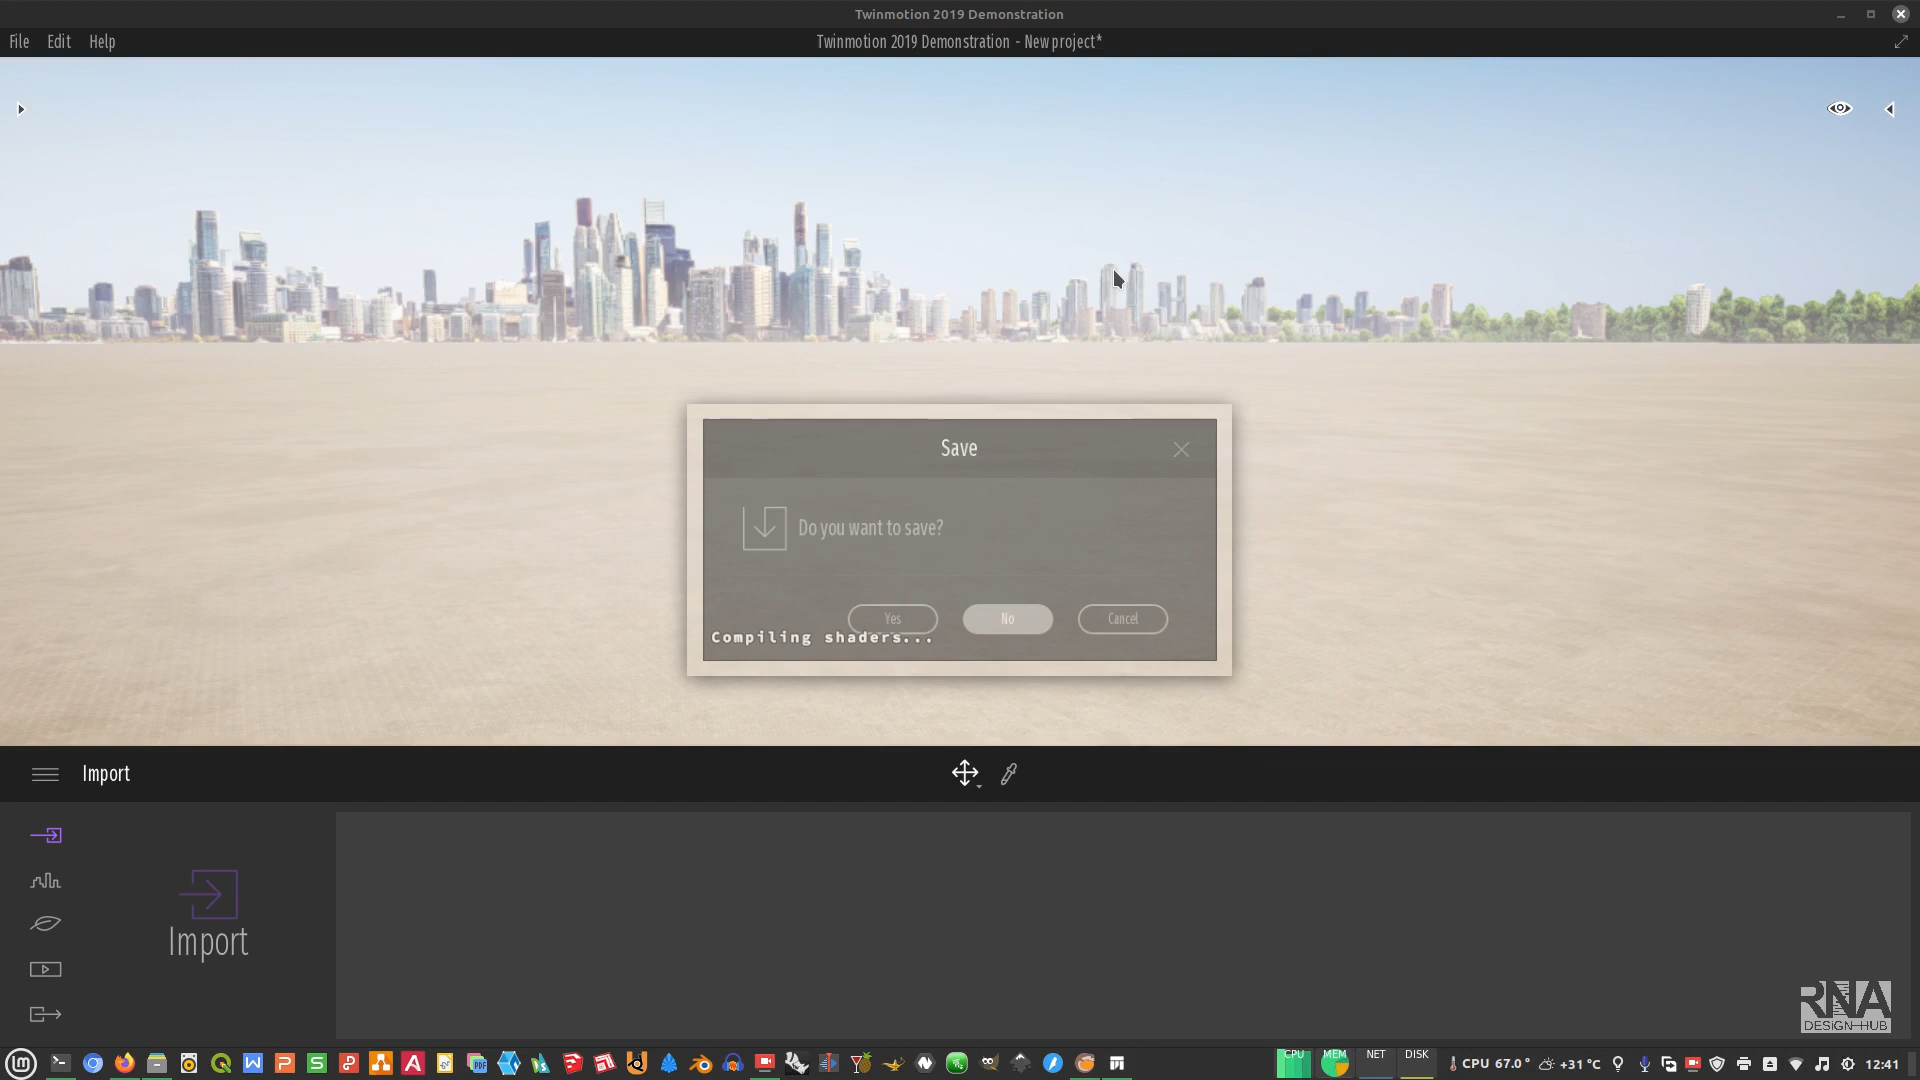 Twinmotion 2019 Demonstration
File Edit Help
Twinmotion 2019 Demonstration - New project*
Save
Do you want to save?
Yes No Cancel
Compiling shaders...
Import
Import
RNA
DESIGN-HUB
CPU MEM NET DISK
CPU 67.0° +31 °C 12:41